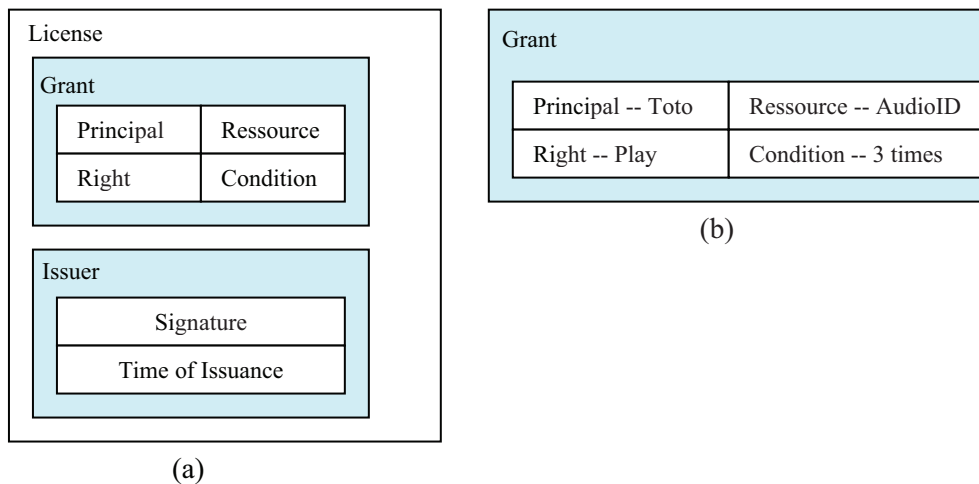 License
Grant
Principal
Ressource
Right
Condition
Issuer
Signature
Time of Issuance
(a)
Grant
Principal -- Toto
Ressource -- AudioID
Right -- Play
Condition -- 3 times
(b)